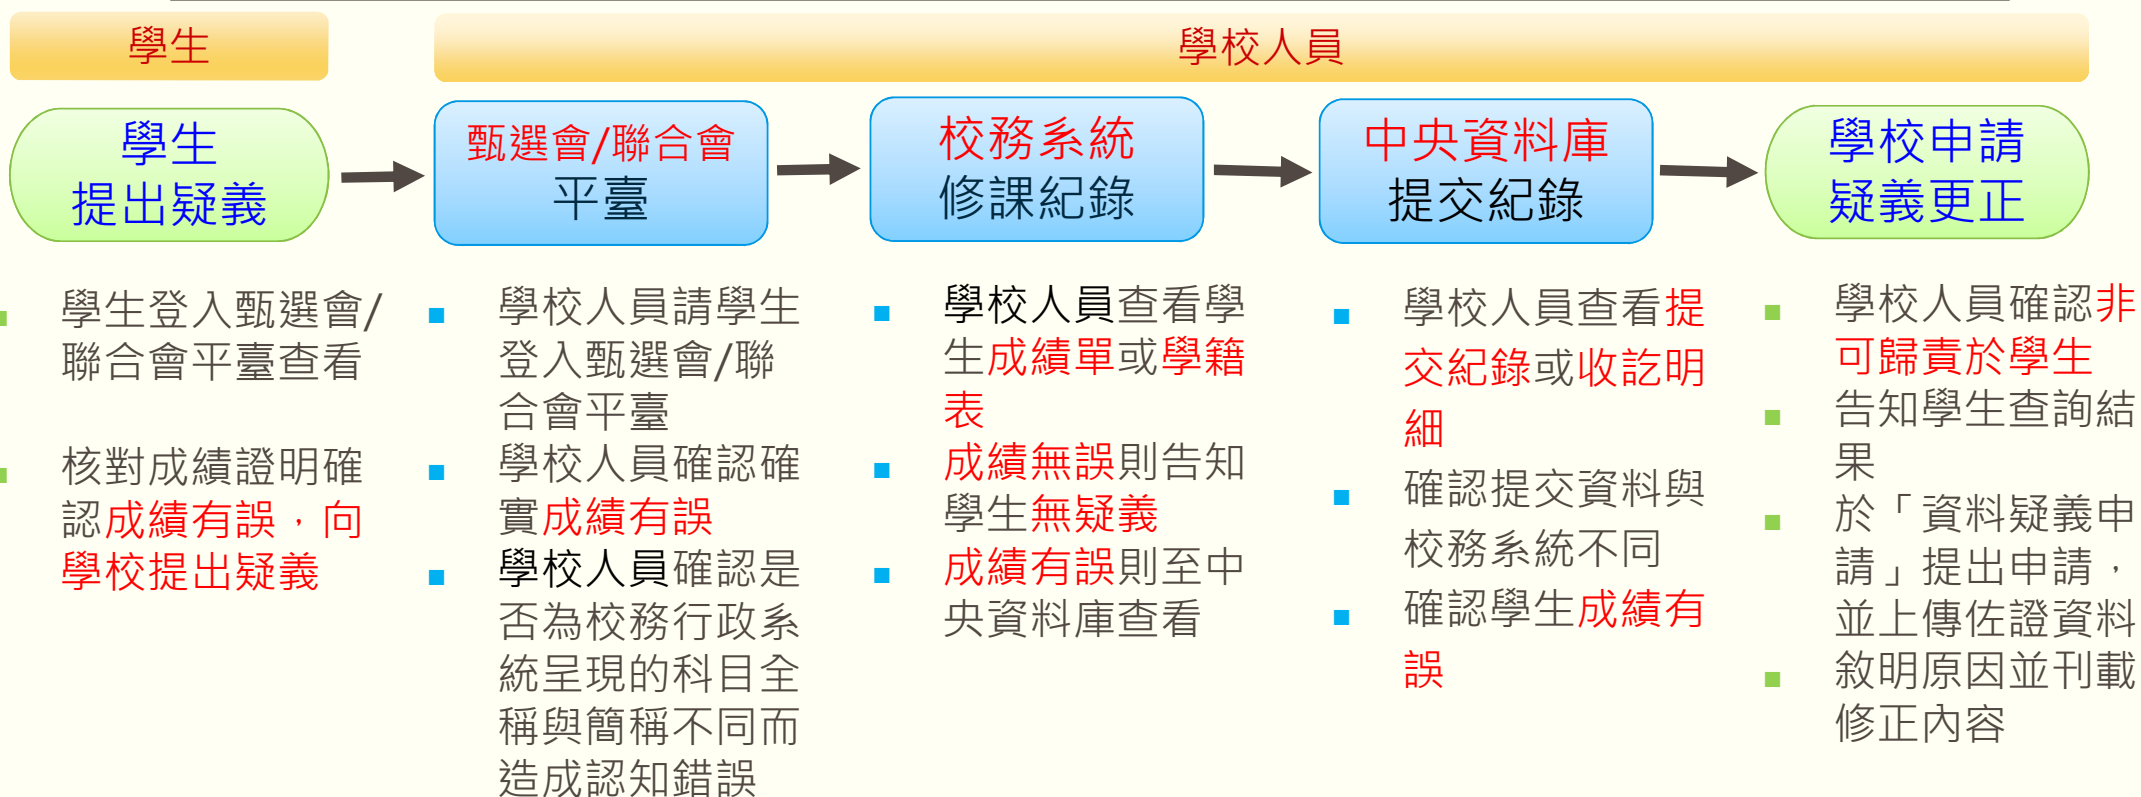 學生
學校人員
學生
提出疑義
甄選會/聯合會
平臺
校務系統
修課紀錄
中央資料庫
提交紀錄
學校申請
疑義更正
學生登入甄選會/
聯合會平臺查看
核對成績證明確
認成績有誤，向
學校提出疑義
學校人員請學生
登入甄選會/聯
合會平臺
學校人員確認確
實成績有誤
學校人員確認是
否為校務行政系
統呈現的科目全
稱與簡稱不同而
造成認知錯誤
學校人員查看學
生成績單或學籍
表
成績無誤則告知
學生無疑義
成績有誤則至中
央資料庫查看
學校人員查看提
交紀錄或收訖明
細
確認提交資料與
校務系統不同
確認學生成績有
誤
學校人員確認非
可歸責於學生
告知學生查詢結
果
於「資料疑義申
請」提出申請，
並上傳佐證資料
敘明原因並刊載
修正內容